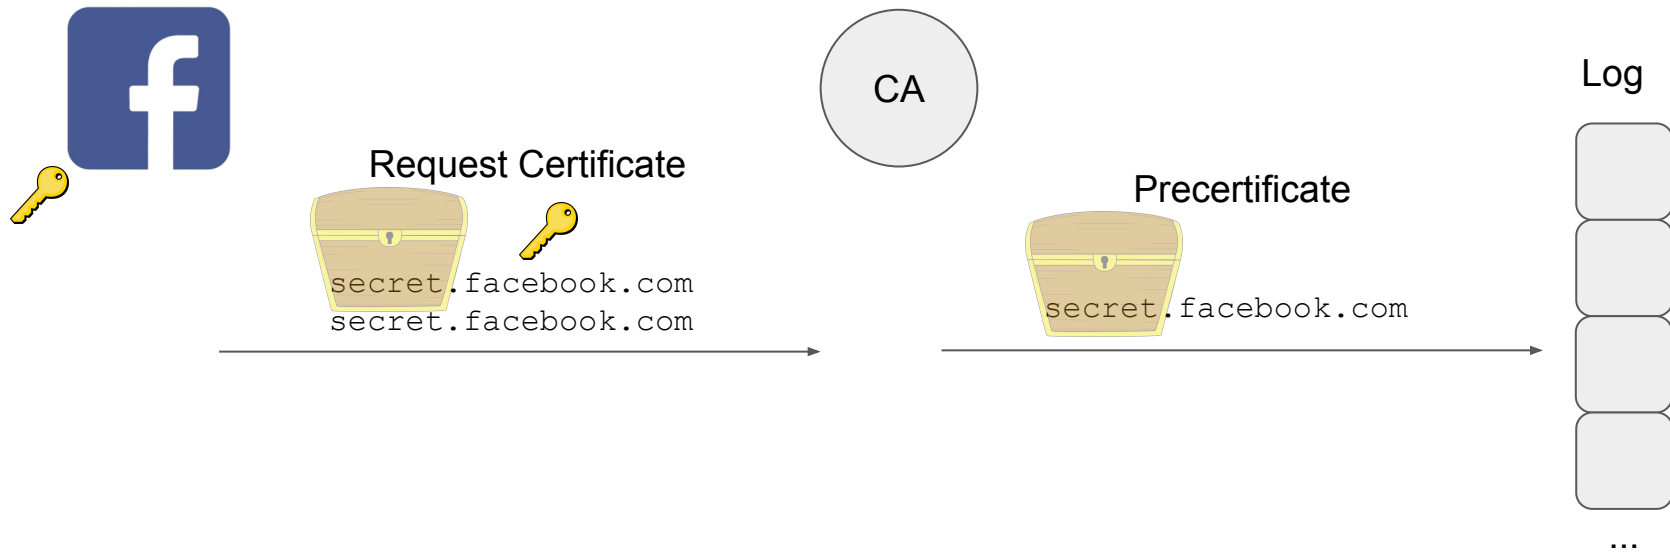 CA
Log
Request Certificate
Precertificate
secret.facebook.com
secret.facebook.com
secret.facebook.com
...